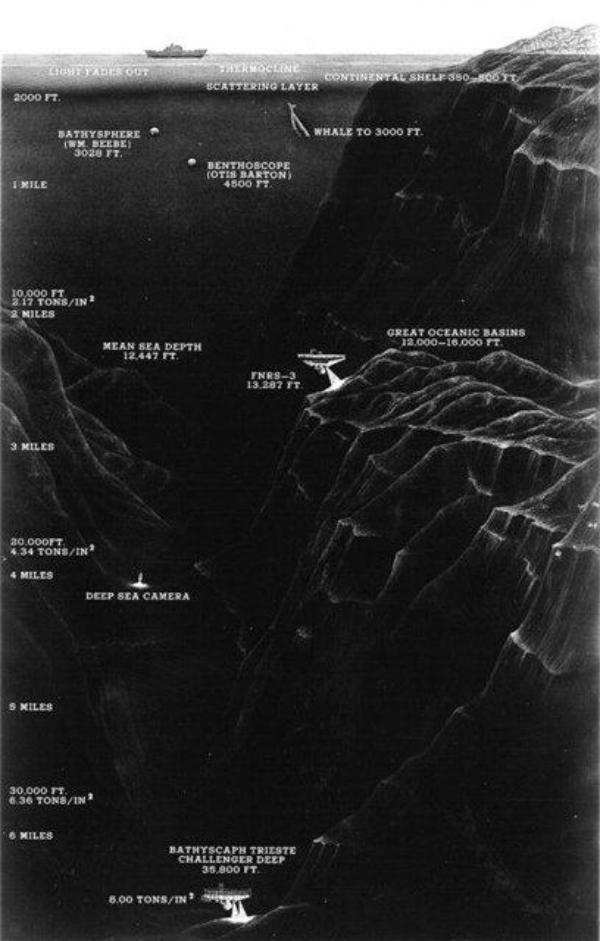 LIGHT FADES OUT
THERMOCLINE
SCATTERING LAYER
CONTINENTAL SHELF 350-800 FT.
2000 FT.
BATHYSPHERE
(WM. BEEBE)
3028 FT.
WHALE TO 3000 FT.
BENTHOSCOPE
(OTIS BARTON)
4500 FT.
1 MILE
10,000 FT
2.17 TONS/IN²
2 MILES
MEAN SEA DEPTH
12,447 FT.
GREAT OCEANIC BASINS
12,000-16,000 FT.
FNRS-3
13,287 FT.
3 MILES
20,000FT.
4.34 TONS/IN²
4 MILES
DEEP SEA CAMERA
5 MILES
30,000 FT.
6.36 TONS/IN²
6 MILES
BATHYSCAPH TRIESTE
CHALLENGER DEEP
35,800 FT.
8.00 TONS/IN²